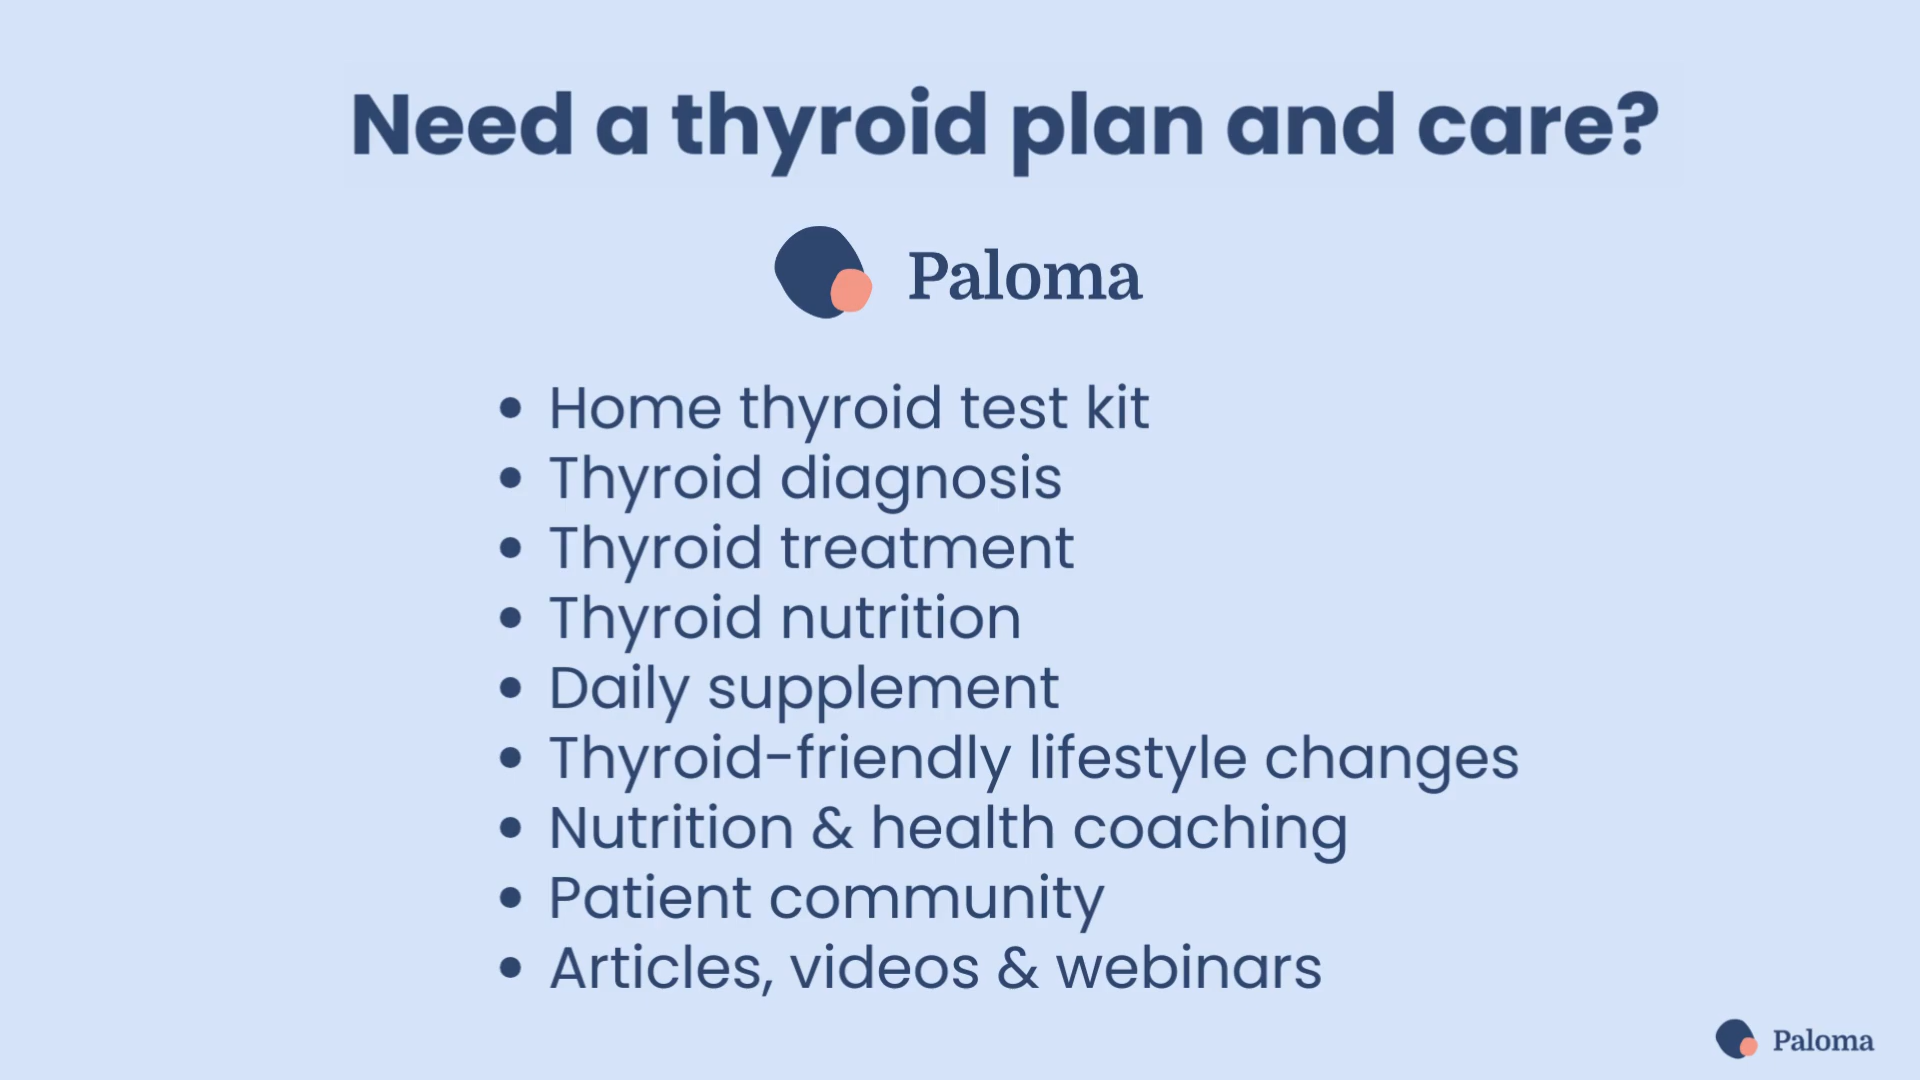 Need a thyroid plan and care?
Paloma
• Home thyroid test kit
• Thyroid diagnosis
• Thyroid treatment
• Thyroid nutrition
• Daily supplement
• Thyroid-friendly lifestyle changes
• Nutrition & health coaching
• Patient community
• Articles, videos & webinars
Paloma